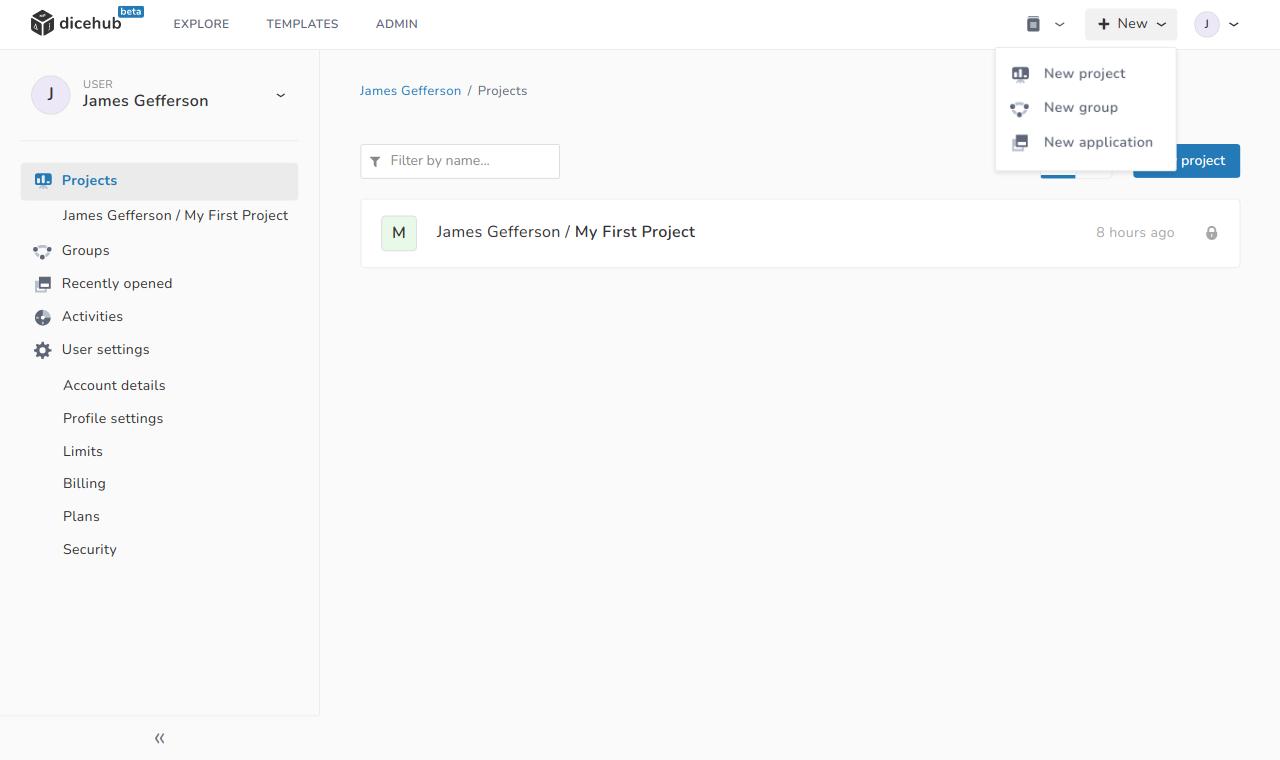 dicehub beta EXPLORE TEMPLATES ADMIN New J
New project
New group
New application
J USER
James Gefferson
James Gefferson / Projects
Filter by name...
project
Projects
James Gefferson / My First Project
Groups
Recently opened
Activities
User settings
Account details
Profile settings
Limits
Billing
Plans
Security
M James Gefferson / My First Project 8 hours ago